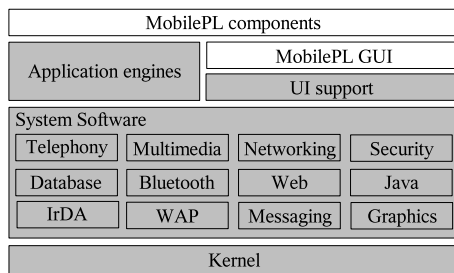 MobilePL components
Application engines
MobilePL GUI
UI support
System Software
Telephony Multimedia Networking Security
Database Bluetooth Web Java
IrDA WAP Messaging Graphics
Kernel